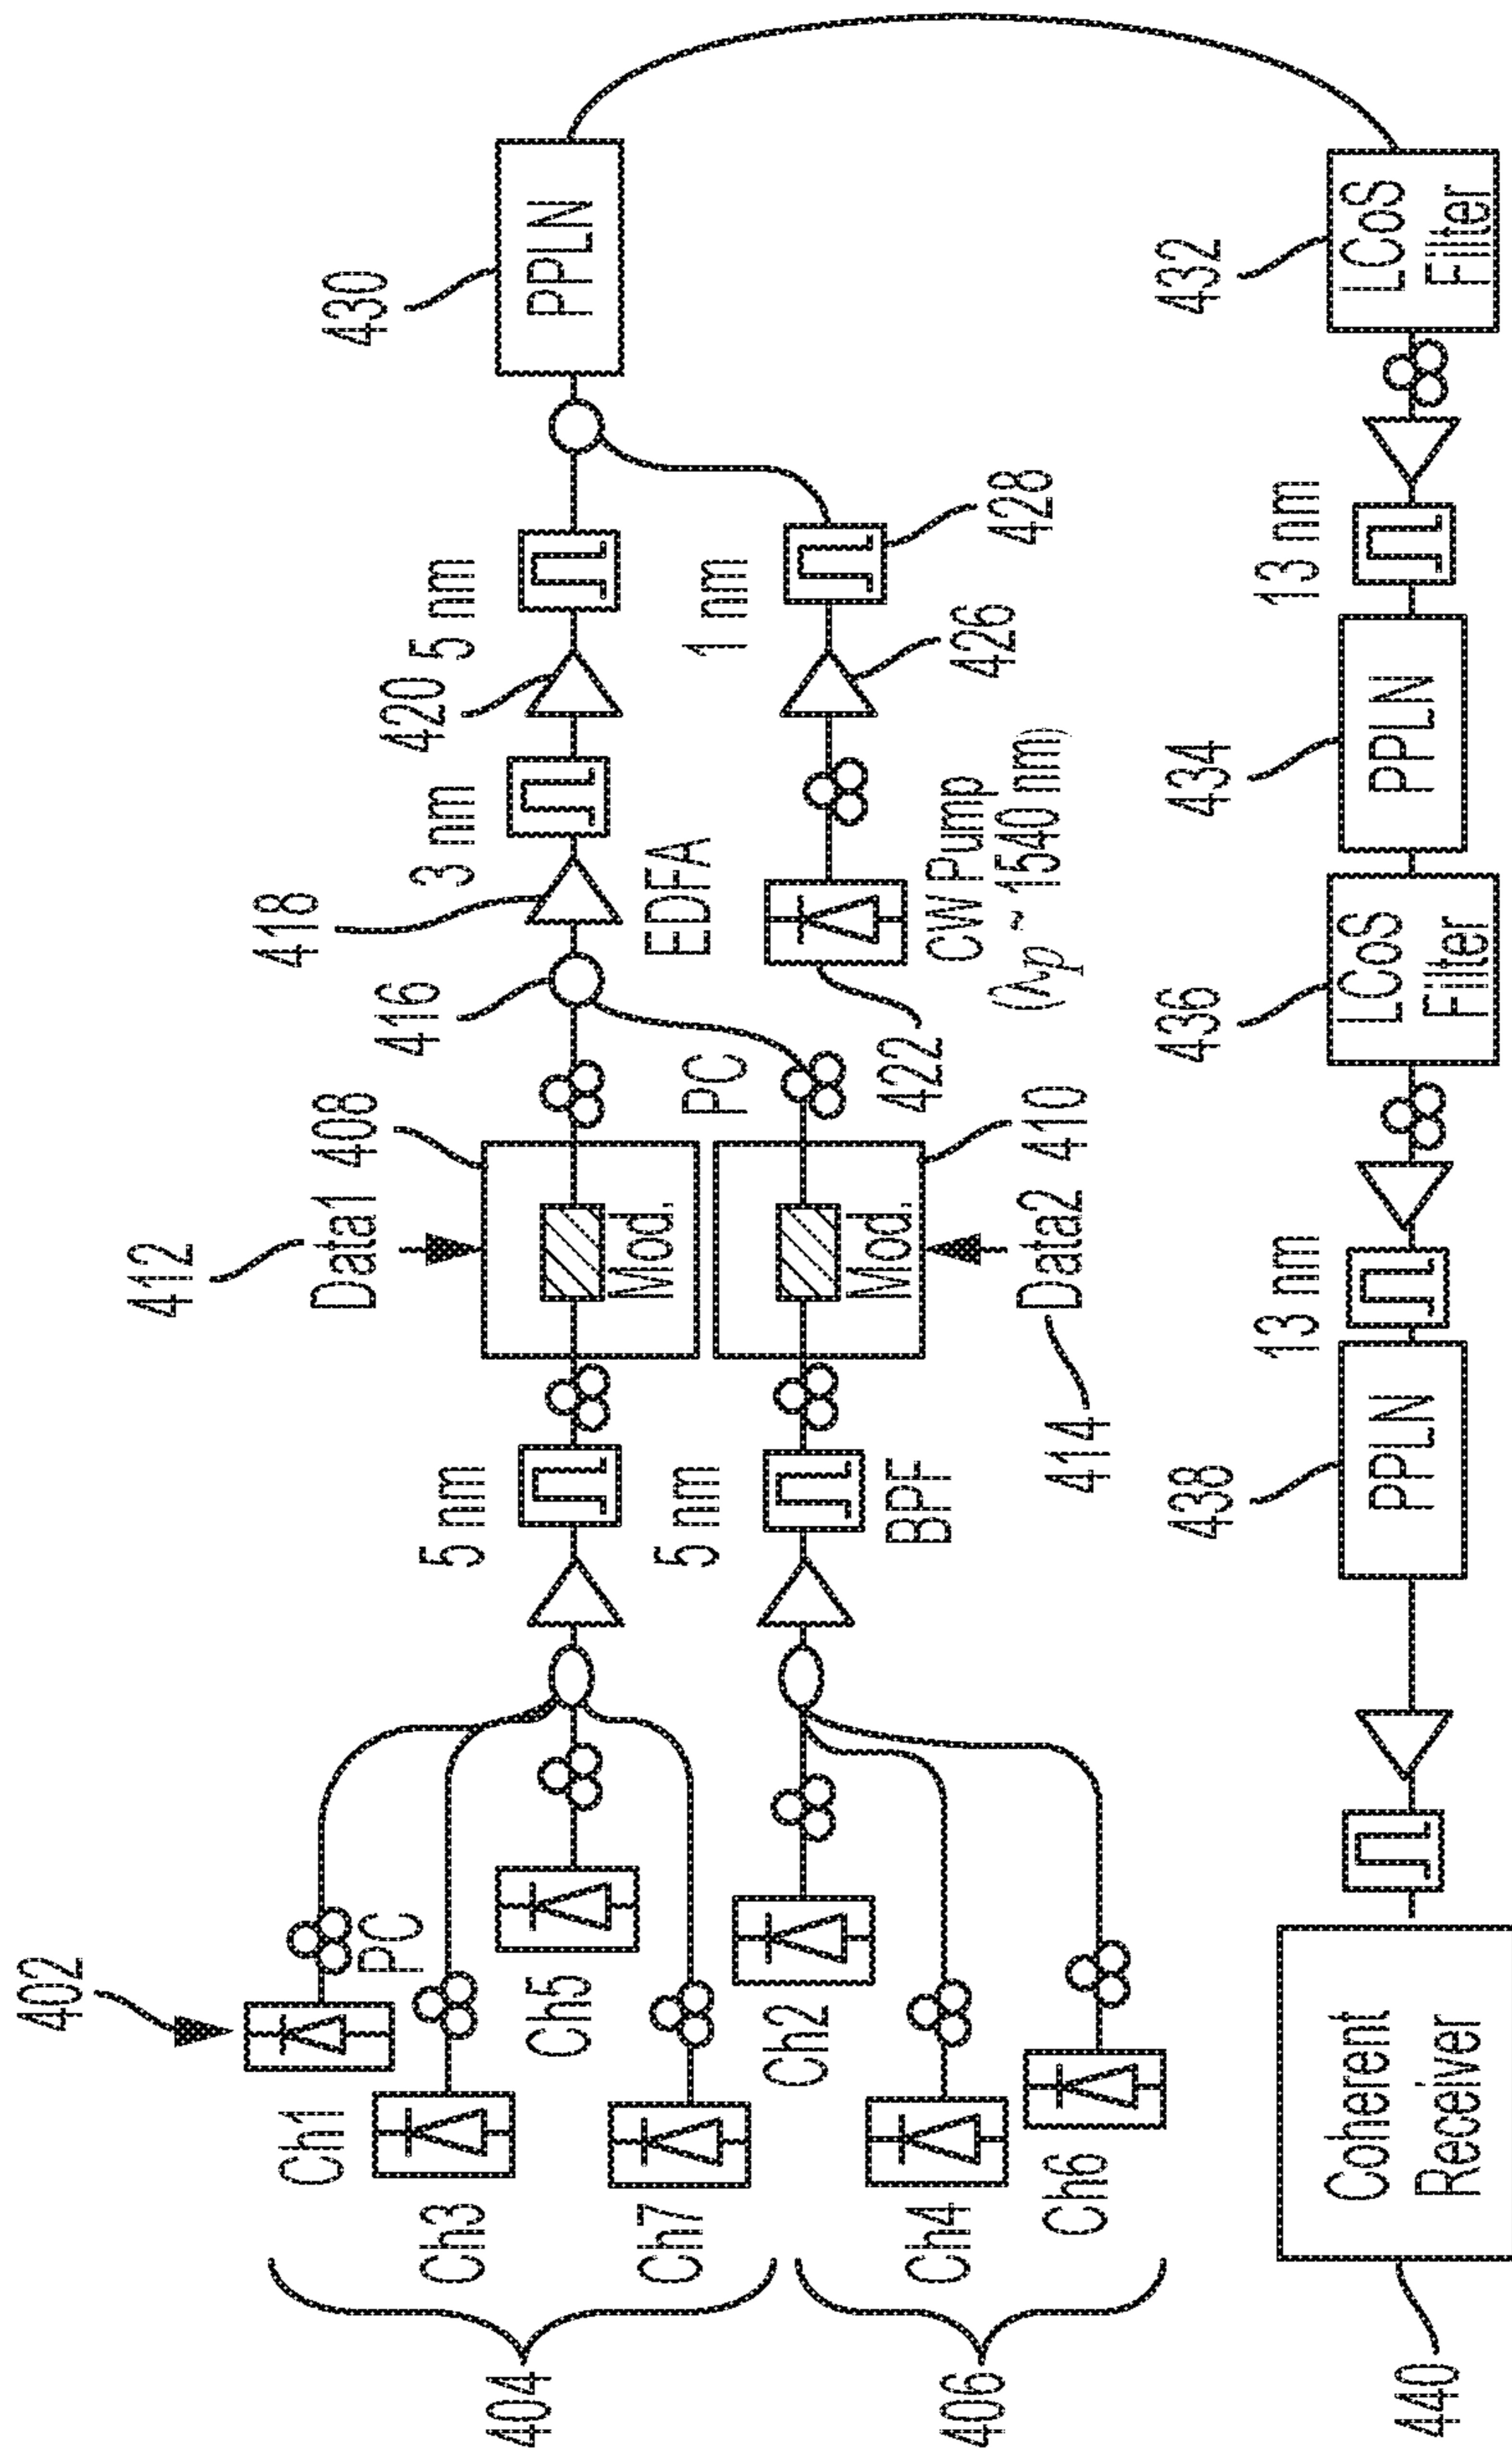 402
Ch1
PC
Ch3
Ch5
Ch7
404
Ch2
Ch4
Ch6
406
5 nm
5 nm
BPF
412
Data1
408
Mod.
Mod.
410
Data2
414
PC
416
418
3 nm
EDFA
420
5 nm
422
CW Pump
(λp ~ 1540 nm)
426
1 nm
428
430
PPLN
432
LCoS
Filter
13 nm
434
PPLN
436
LCoS
Filter
13 nm
438
PPLN
Coherent
Receiver
440